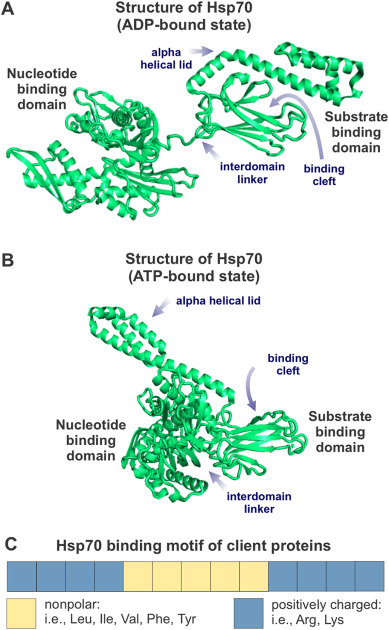 A
Structure of Hsp70
(ADP-bound state)
alpha
helical lid
Nucleotide
binding
domain
Substrate
binding
domain
interdomain
linker
binding
cleft
B
Structure of Hsp70
(ATP-bound state)
alpha helical lid
binding
cleft
Nucleotide
binding
domain
Substrate
binding
domain
interdomain
linker
C
Hsp70 binding motif of client proteins
nonpolar:
i.e., Leu, Ile, Val, Phe, Tyr
positively charged:
i.e., Arg, Lys